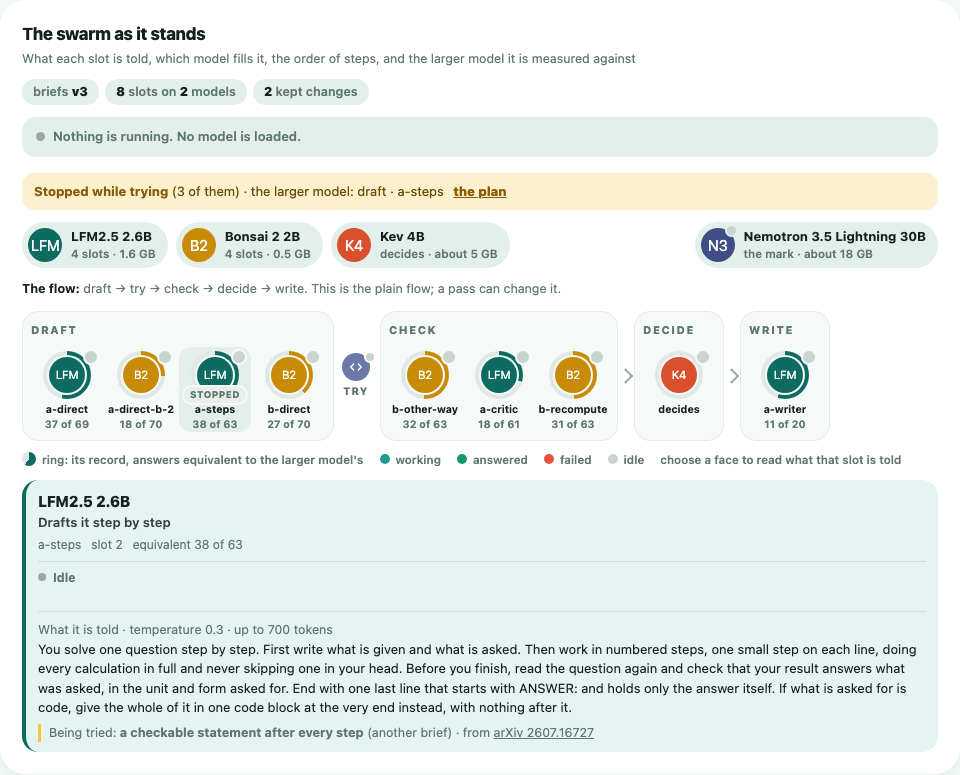 The swarm as it stands
What each slot is told, which model fills it, the order of steps, and the larger model it is measured against
briefs v3
8 slots on 2 models
2 kept changes
Nothing is running. No model is loaded.
Stopped while trying (3 of them) · the larger model: draft · a-steps the plan
LFM
LFM2.5 2.6B
4 slots · 1.6 GB
B2
Bonsai 2 2B
4 slots · 0.5 GB
K4
Kev 4B
decides · about 5 GB
N3
Nemotron 3.5 Lightning 30B
the mark · about 18 GB
The flow: draft → try → check → decide → write. This is the plain flow; a pass can change it.
DRAFT
LFM
a-direct
37 of 69
B2
a-direct-b-2
18 of 70
LFM
STOPPED
a-steps
38 of 63
B2
b-direct
27 of 70
TRY
CHECK
B2
b-other-way
32 of 63
LFM
a-critic
18 of 61
B2
b-recompute
31 of 63
DECIDE
K4
decides
WRITE
LFM
a-writer
11 of 20
ring: its record, answers equivalent to the larger model's
working
answered
failed
idle
choose a face to read what that slot is told
LFM2.5 2.6B
Drafts it step by step
a-steps slot 2 equivalent 38 of 63
Idle
What it is told · temperature 0.3 · up to 700 tokens
You solve one question step by step. First write what is given and what is asked. Then work in numbered steps, one small step on each line, doing
every calculation in full and never skipping one in your head. Before you finish, read the question again and check that your result answers what
was asked, in the unit and form asked for. End with one last line that starts with ANSWER: and holds only the answer itself. If what is asked for is
code, give the whole of it in one code block at the very end instead, with nothing after it.
Being tried: a checkable statement after every step (another brief) · from arXiv 2607.16727